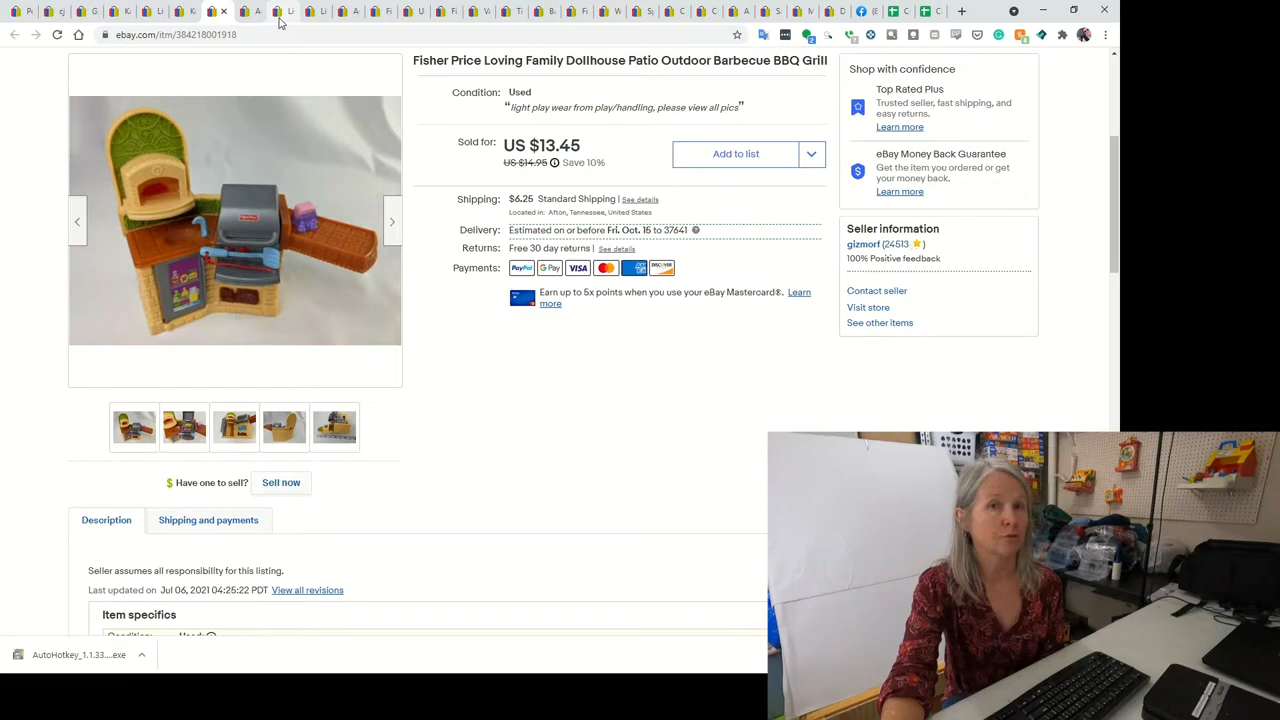 ebay.com/itm/384218001918
Fisher Price Loving Family Dollhouse Patio Outdoor Barbecue BBQ Grill
Condition: Used
"light play wear from play/handling, please view all pics"
Sold for: US $13.45
US $14.95 Save 10%
Add to list
Shipping: $6.25 Standard Shipping | See details
Located in: Afton, Tennessee, United States
Delivery: Estimated on or before Fri. Oct. 15 to 37641
Returns: Free 30 day returns | See details
Payments: PayPal G Pay VISA
Earn up to 5x points when you use your eBay Mastercard®. Learn
more
Shop with confidence
Top Rated Plus
Trusted seller, fast shipping, and
easy returns.
Learn more
eBay Money Back Guarantee
Get the item you ordered or get
your money back.
Learn more
Seller information
gizmorf (24513 )
100% Positive feedback
Contact seller
Visit store
See other items
$ Have one to sell? Sell now
Description
Shipping and payments
Seller assumes all responsibility for this listing.
Last updated on Jul 06, 2021 04:25:22 PDT View all revisions
Item specifics
AutoHotkey_1.1.33....exe